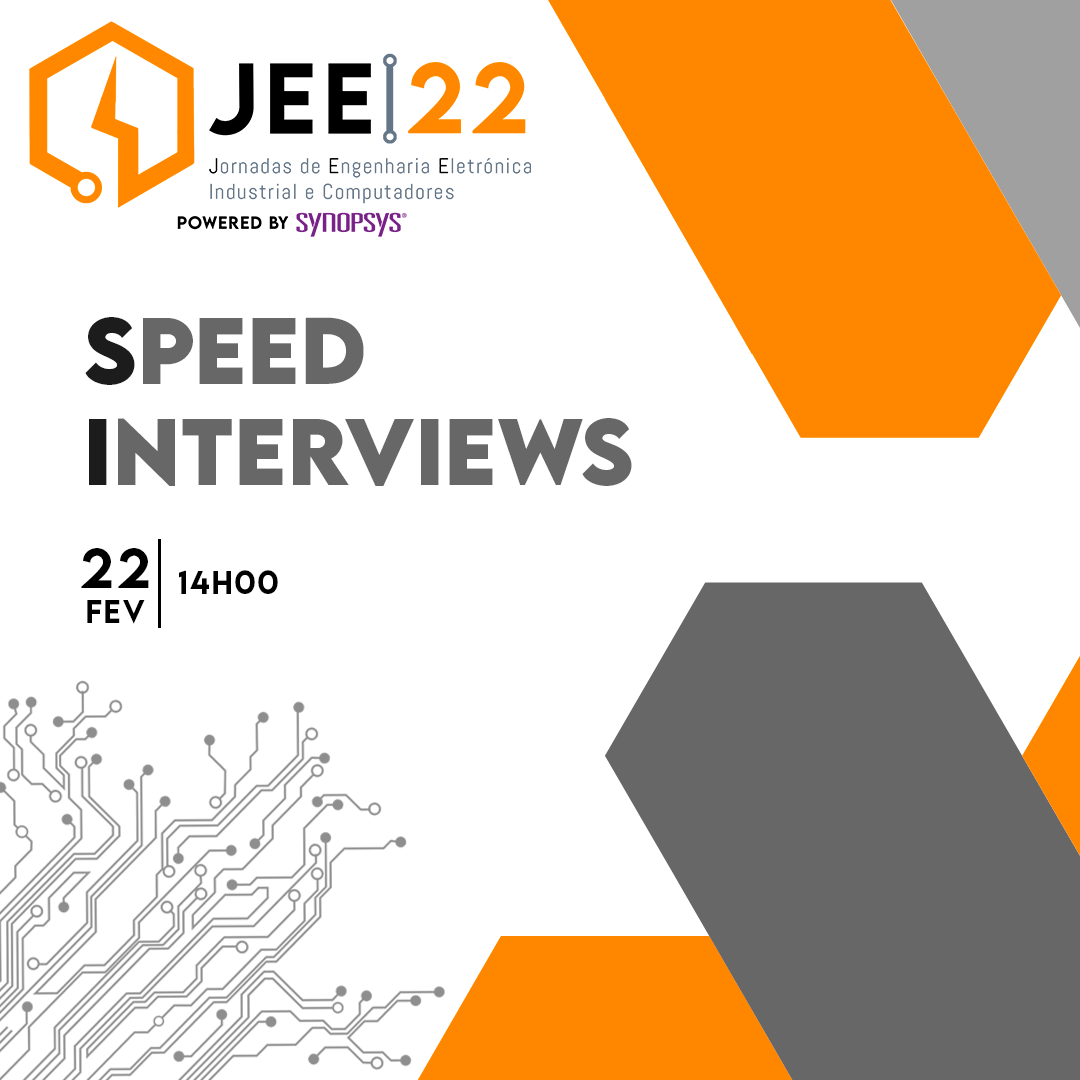 JEE|22
Jornadas de Engenharia Eletrónica
Industrial e Computadores
POWERED BY SYNOPSYS®
SPEED
INTERVIEWS
22
FEV
14H00